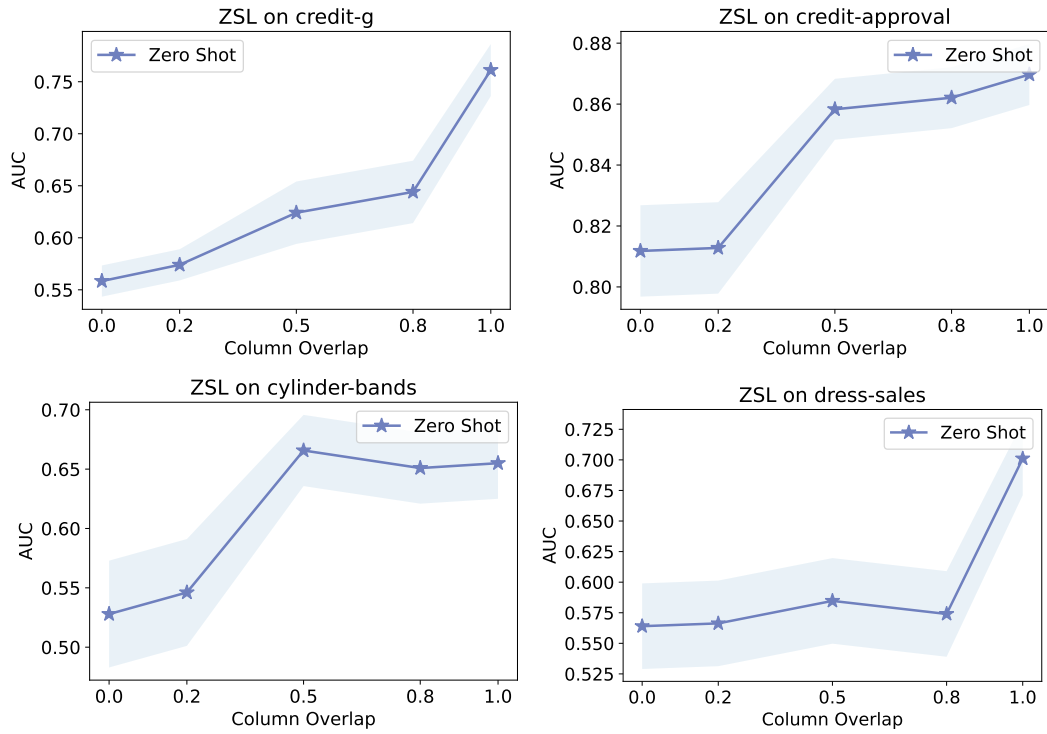 ZSL on credit-g
Zero Shot
AUC
0.75
0.70
0.65
0.60
0.55
0.0 0.2 0.5 0.8 1.0
Column Overlap
ZSL on credit-approval
Zero Shot
AUC
0.88
0.86
0.84
0.82
0.80
0.0 0.2 0.5 0.8 1.0
Column Overlap
ZSL on cylinder-bands
Zero Shot
AUC
0.70
0.65
0.60
0.55
0.50
0.0 0.2 0.5 0.8 1.0
Column Overlap
ZSL on dress-sales
Zero Shot
AUC
0.725
0.700
0.675
0.650
0.625
0.600
0.575
0.550
0.525
0.0 0.2 0.5 0.8 1.0
Column Overlap